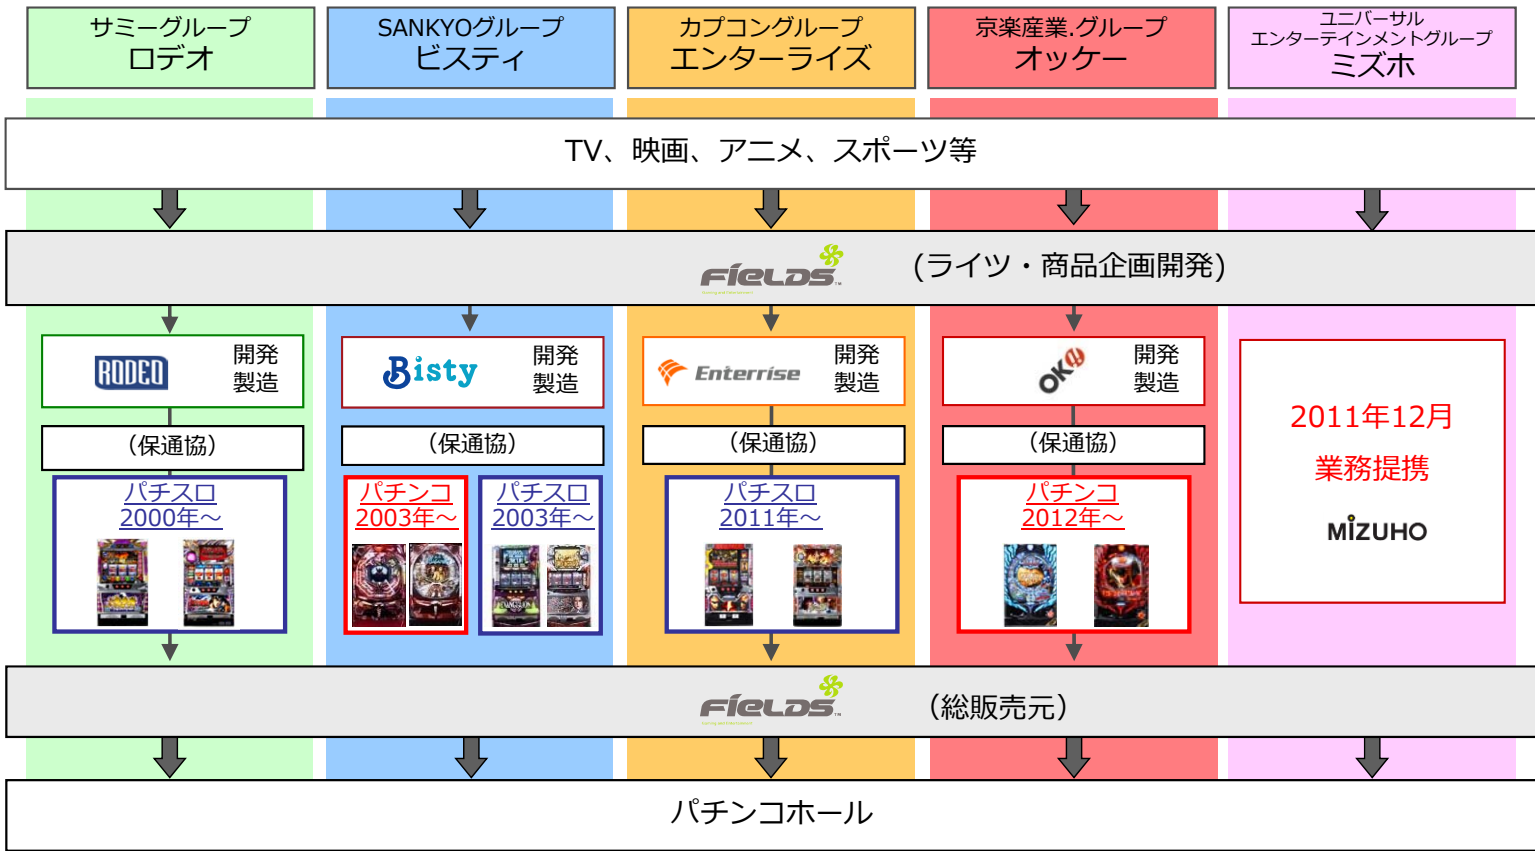 サミーグループ
ロデオ
SANKYOグループ
ビスティ
カプコングループ
エンターライズ
京楽産業.グループ
オッケー
ユニバーサル
エンターテインメントグループ
ミズホ
TV、映画、アニメ、スポーツ等
FIELDS™
(ライツ・商品企画開発)
RODEO
開発
製造
Bisty
開発
製造
Enterrise
開発
製造
OK!!
開発
製造
2011年12月
業務提携
MIZUHO
（保通協）
（保通協）
（保通協）
（保通協）
パチスロ
2000年～
パチンコ
2003年～
パチスロ
2003年～
パチスロ
2011年～
パチンコ
2012年～
FIELDS™
（総販売元）
パチンコホール